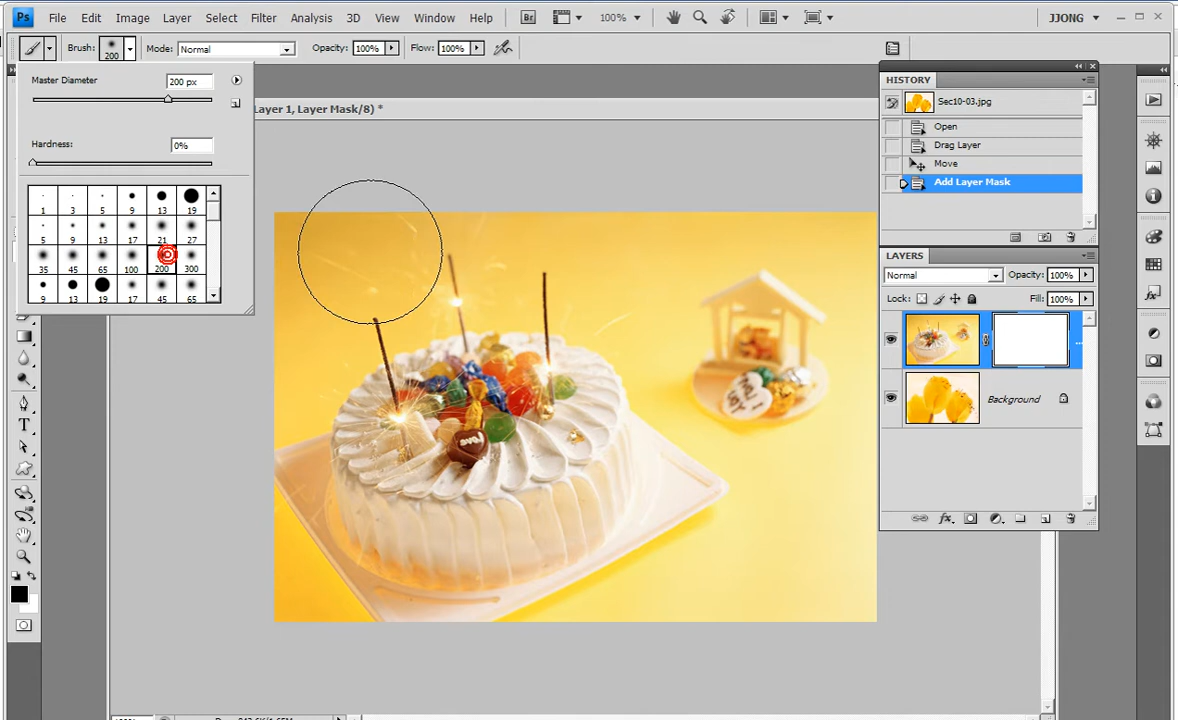 Ps File Edit Image Layer Select Filter Analysis 3D View Window Help Br 100% JJONG
Brush: 200 Mode: Normal Opacity: 100% Flow: 100%
Master Diameter 200 px
Hardness: 0%
1 3 5 9 13 19
5 9 13 17 21 27
35 45 65 100 200 300
9 13 19 17 45 65
Layer 1, Layer Mask/8) *
HISTORY
Sec10-03.jpg
Open
Drag Layer
Move
Add Layer Mask
LAYERS
Normal Opacity: 100%
Lock: Fill: 100%
...
Background